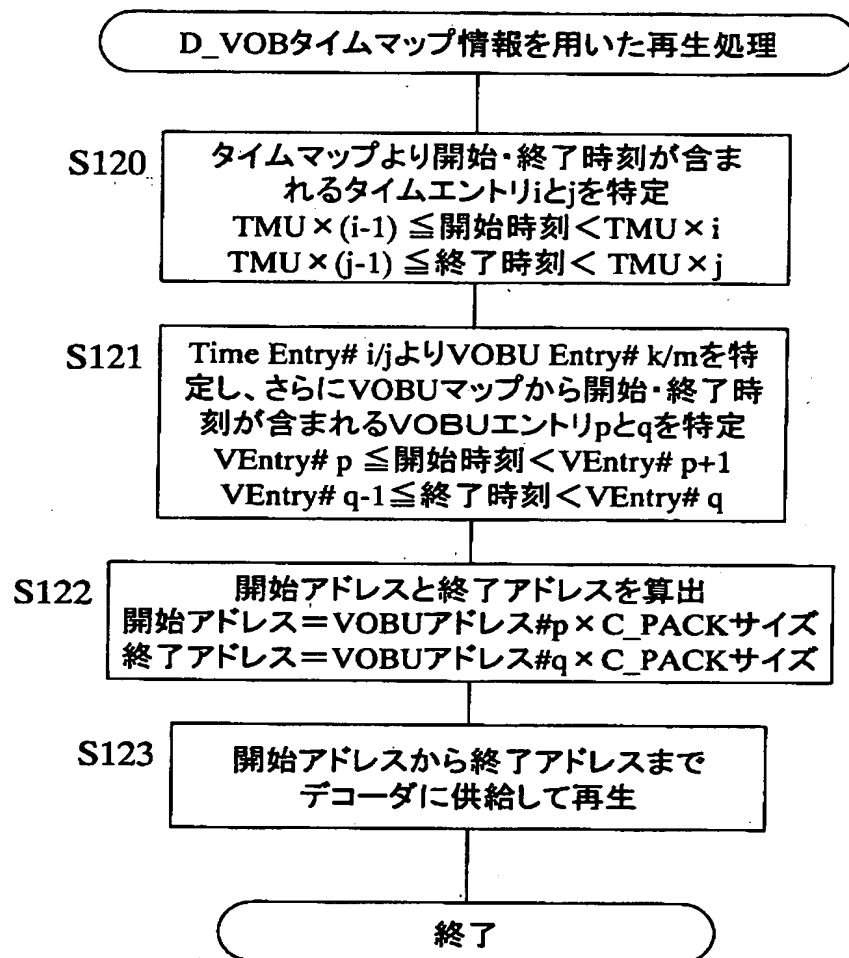 D_VOBタイムマップ情報を用いた再生処理
S120
タイムマップより開始・終了時刻が含ま
れるタイムエントリiとjを特定
TMU×(i-1) ≦開始時刻＜TMU×i
TMU×(j-1) ≦終了時刻＜ TMU×j
S121
Time Entry# i/jよりVOBU Entry# k/mを特
定し、さらにVOBUマップから開始・終了時
刻が含まれるVOBUエントリpとqを特定
VEntry# p ≦開始時刻＜VEntry# p+1
VEntry# q-1≦終了時刻＜VEntry# q
S122
開始アドレスと終了アドレスを算出
開始アドレス＝VOBUアドレス#p×C_PACKサイズ
終了アドレス＝VOBUアドレス#q×C_PACKサイズ
S123
開始アドレスから終了アドレスまで
デコーダに供給して再生
終了